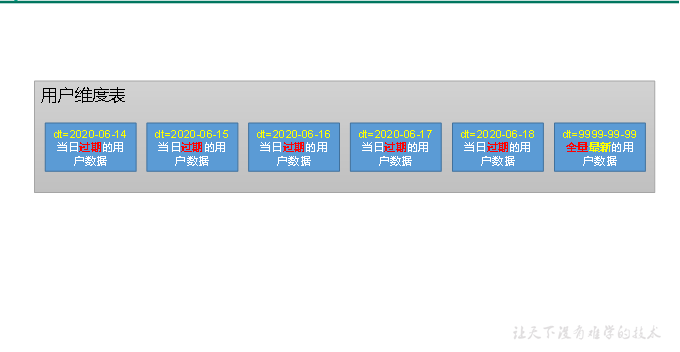 用户维度表
dt=2020-06-14
当日过期的用
户数据
dt=2020-06-15
当日过期的用
户数据
dt=2020-06-16
当日过期的用
户数据
dt=2020-06-17
当日过期的用
户数据
dt=2020-06-18
当日过期的用
户数据
dt=9999-99-99
全量最新的用
户数据
让天下没有难学的技术